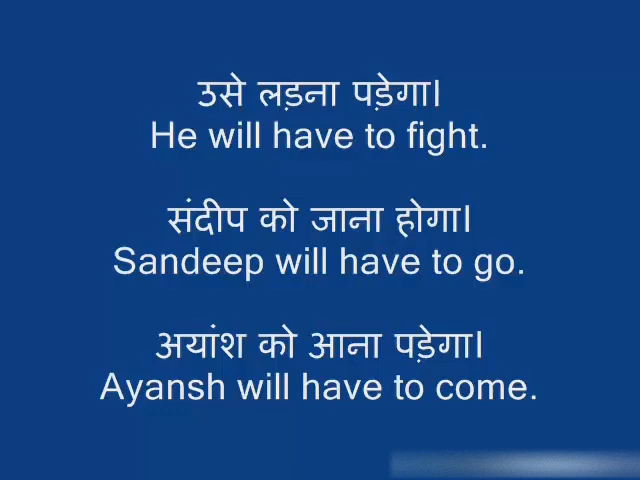 उसे लड़ना पड़ेगा।
He will have to fight.
संदीप को जाना होगा।
Sandeep will have to go.
अयांश को आना पड़ेगा।
Ayansh will have to come.